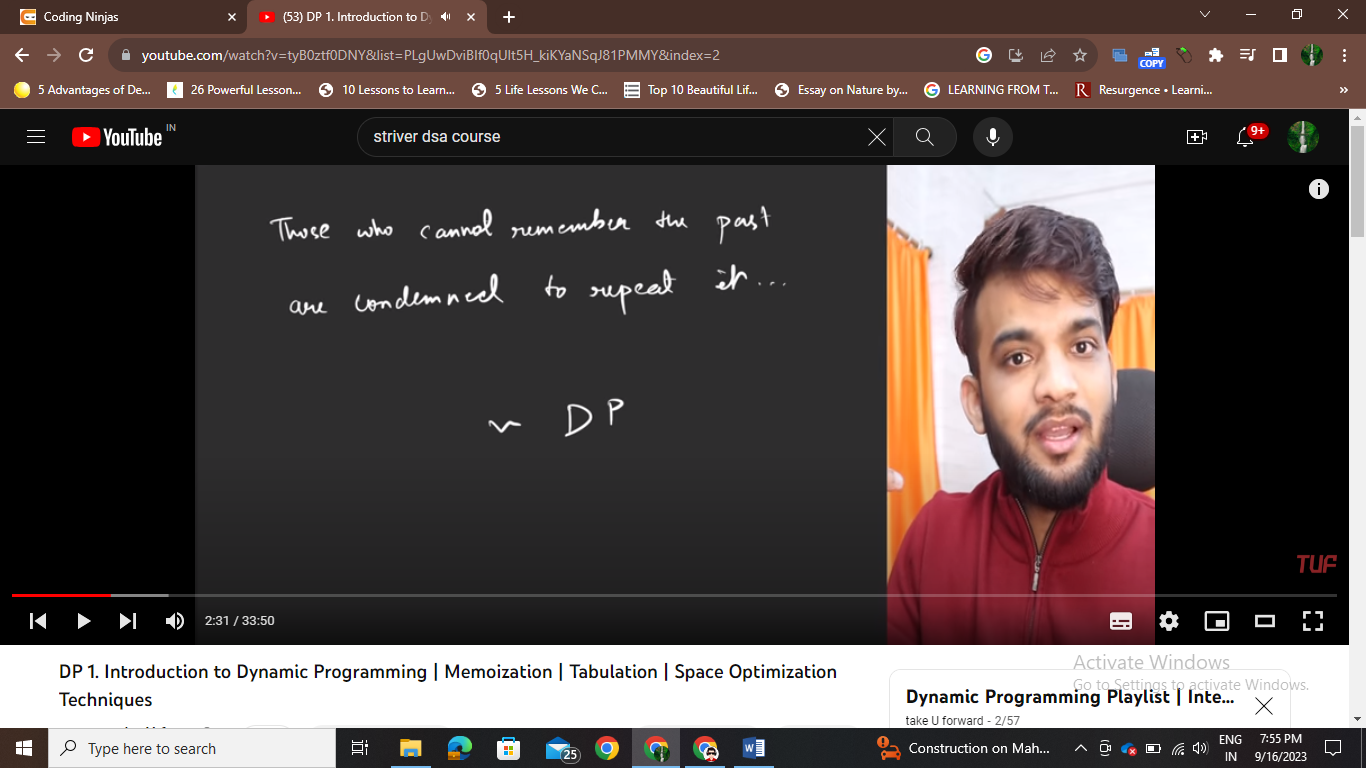 Coding Ninjas
(53) DP 1. Introduction to D
youtube.com/watch?v=tyB0ztf0DNY&list=PLgUwDviBIf0qUlt5H_kiKYaNSqJ81PMMY&index=2
COPY
5 Advantages of De...
26 Powerful Lesson...
10 Lessons to Learn...
5 Life Lessons We C...
Top 10 Beautiful Lif...
Essay on Nature by...
LEARNING FROM T...
Resurgence • Learni...
YouTube IN
striver dsa course
9+
Those who cannot remember the past
are condemned to repeat it...
~ DP
TUF
2:31 / 33:50
DP 1. Introduction to Dynamic Programming | Memoization | Tabulation | Space Optimization
Techniques
Activate Windows
Go to Settings to activate Windows.
Dynamic Programming Playlist | Inte...
take U forward - 2/57
Type here to search
25
Construction on Mah...
ENG
IN
7:55 PM
9/16/2023